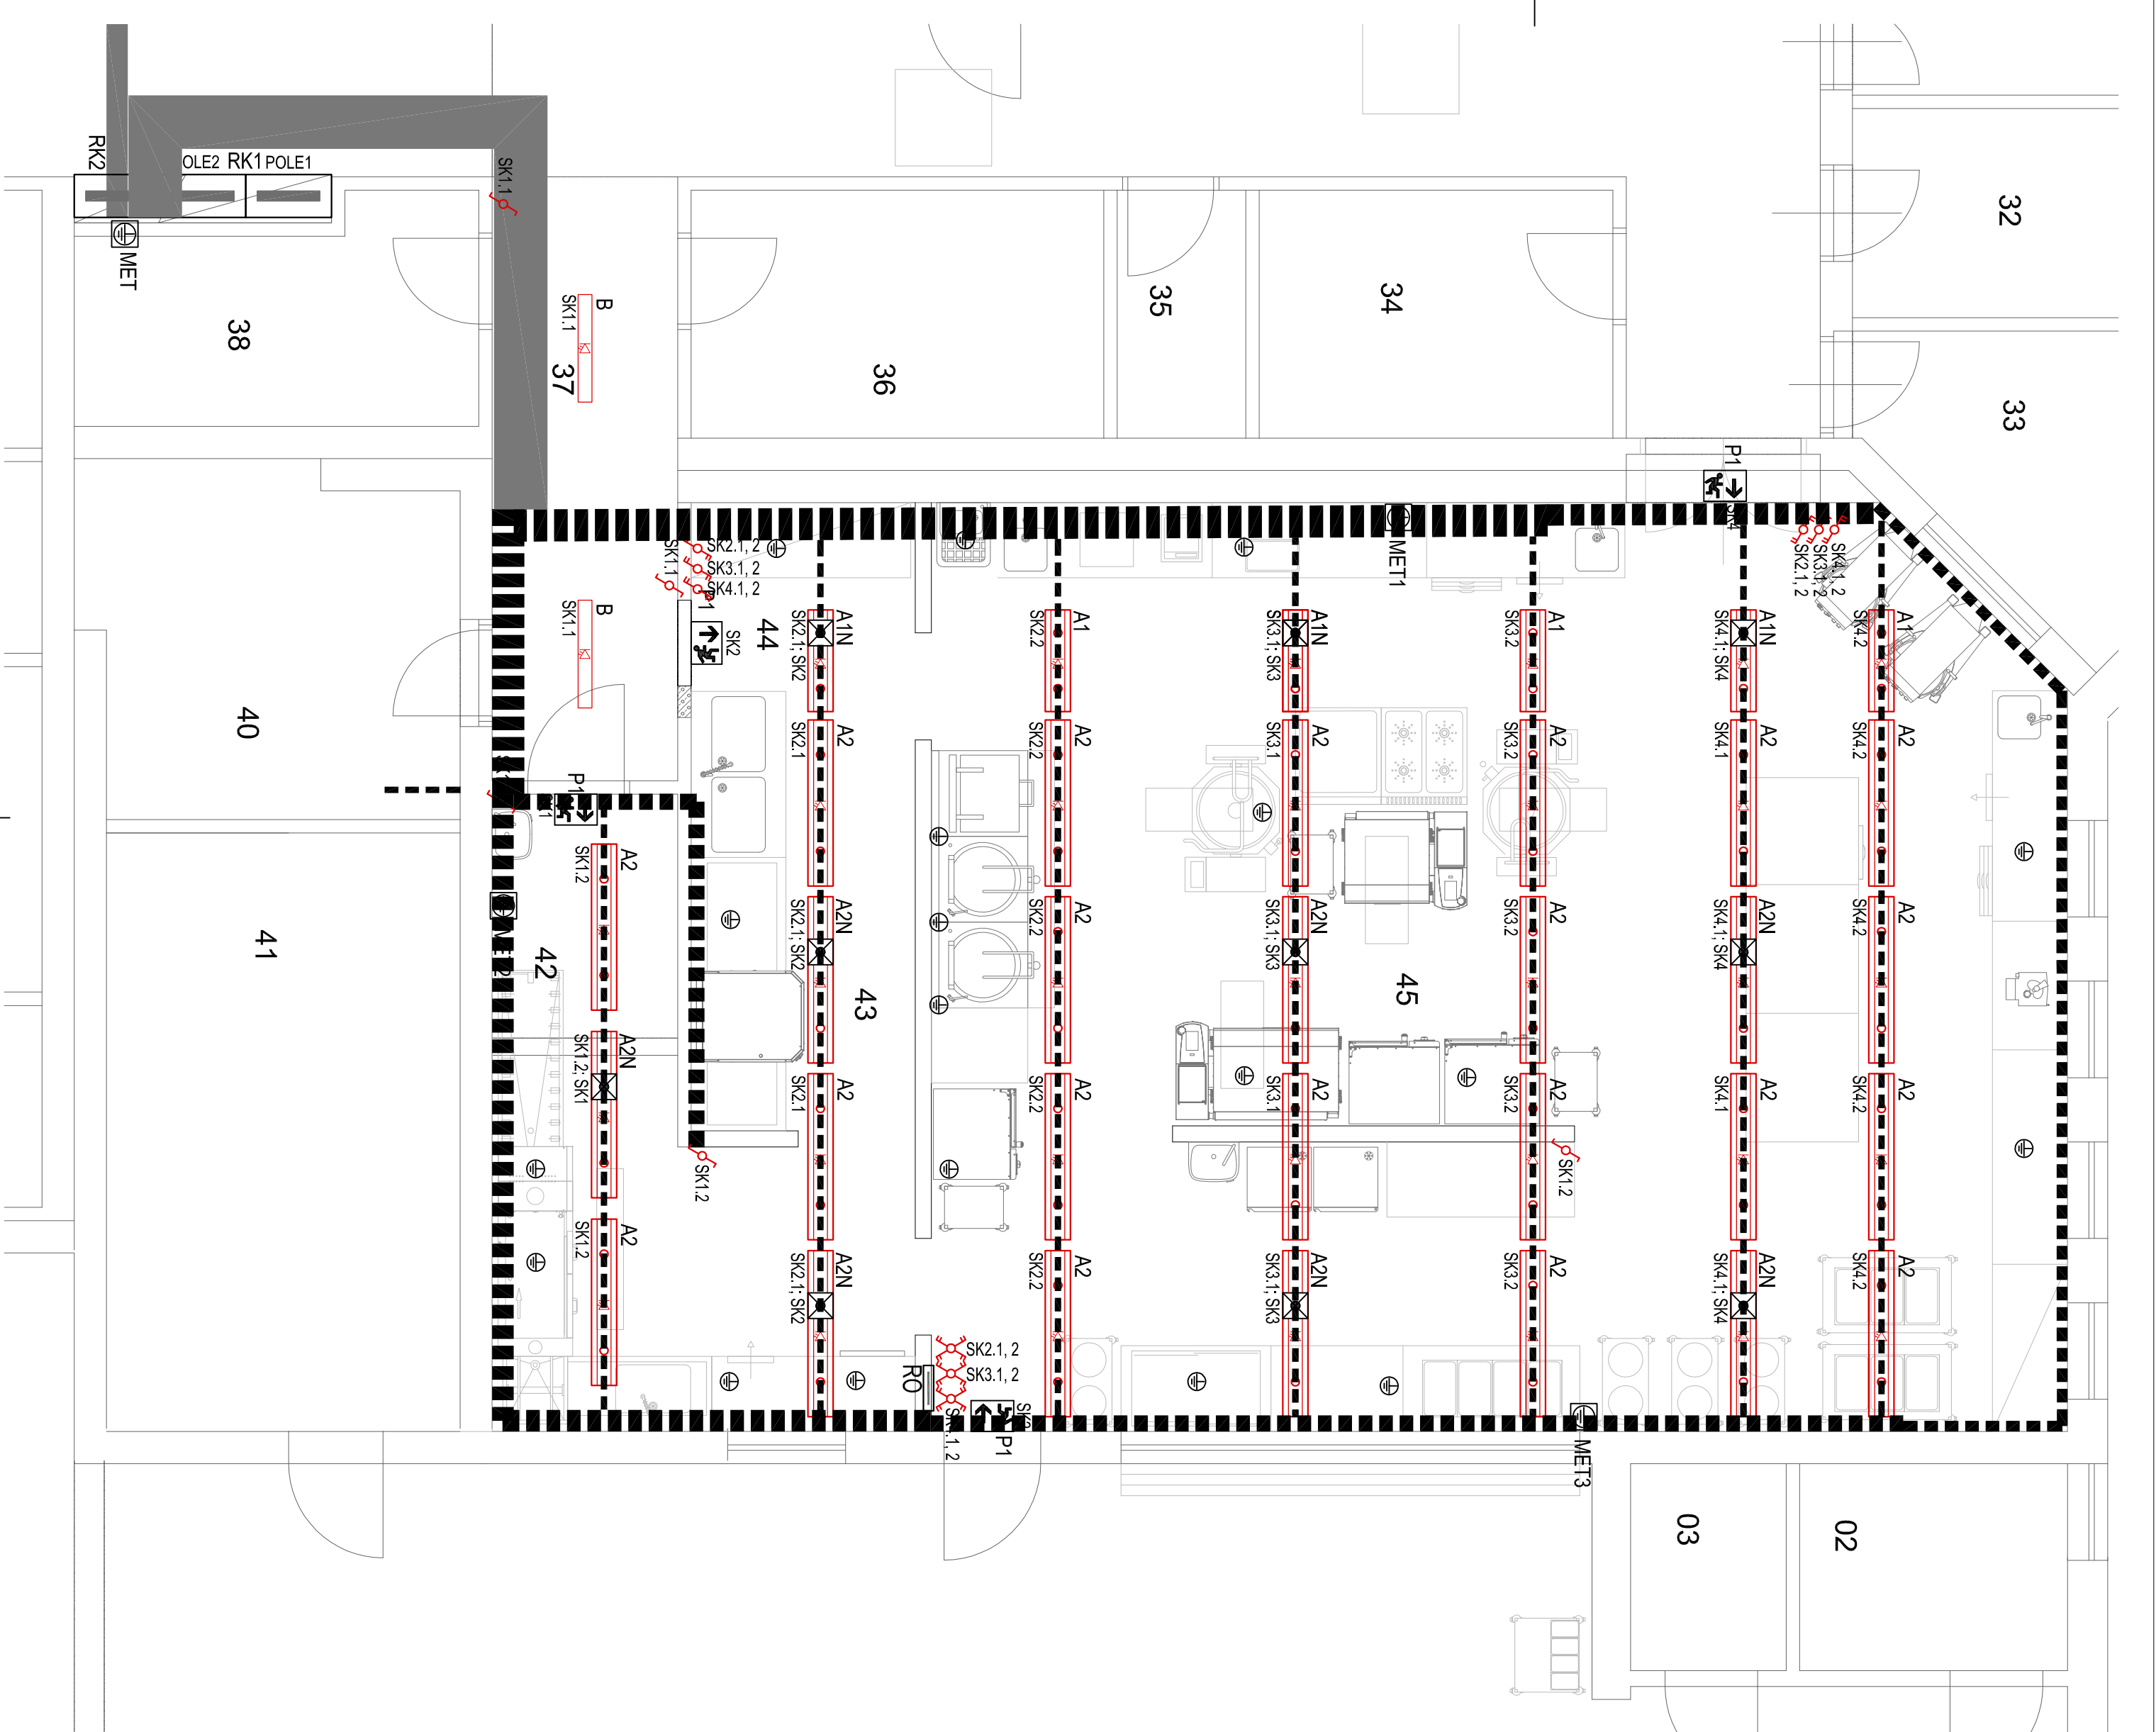 RK2
OLE2
RK1
POLE1
MET
38
SK1.1
B
SK1.1
37
36
35
34
32
33
P1
SK4
SK4.1, 2
SK3.1, 2
SK2.1, 2
MET1
SK2.1, 2
SK3.1, 2
SK4.1, 2
SK1.1
P1
SK2
44
B
SK1.1
40
41
A1N
SK2.1; SK2
A2
SK2.1
A2N
SK2.1; SK2
A2
SK2.1
A2N
SK2.1; SK2
A1
SK2.2
A2
SK2.2
A2
SK2.2
A2
SK2.2
A2
SK2.2
A1N
SK3.1; SK3
A2
SK3.1
A2N
SK3.1; SK3
A2
SK3.1
A2N
SK3.1; SK3
A1
SK3.2
A2
SK3.2
A2
SK3.2
A2
SK3.2
A2
SK3.2
A1N
SK4.1; SK4
A2
SK4.1
A2N
SK4.1; SK4
A2
SK4.1
A2N
SK4.1; SK4
A1
SK4.2
A2
SK4.2
A2
SK4.2
A2
SK4.2
A2
SK4.2
P1
A2
SK1.2
A2N
SK1.2; SK1
A2
SK1.2
42
43
45
SK1.2
SK1.2
RO
SK2.1, 2
SK3.1, 2
P1
MET3
03
02